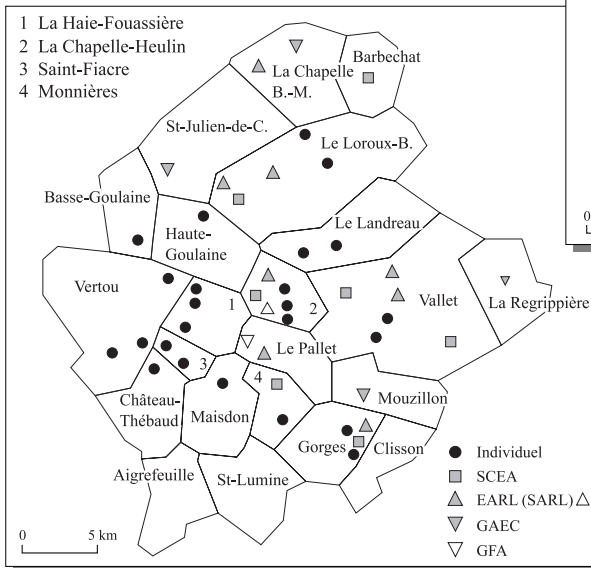 1 La Haie-Fouassière
2 La Chapelle-Heulin
3 Saint-Fiacre
4 Monnières
Barbechat
La Chapelle
B.-M.
St-Julien-de-C.
Le Loroux-B.
Basse-Goulaine
Haute-
Goulaine
Le Landreau
Vertou
1
2
Vallet
La Regrippière
Le Pallet
3
4
Château-
Thébaud
Maisdon
Mouzillon
Gorges
Clisson
Aigrefeuille
St-Lumine
Individuel
SCEA
EARL (SARL)
GAEC
GFA
0 5 km
0